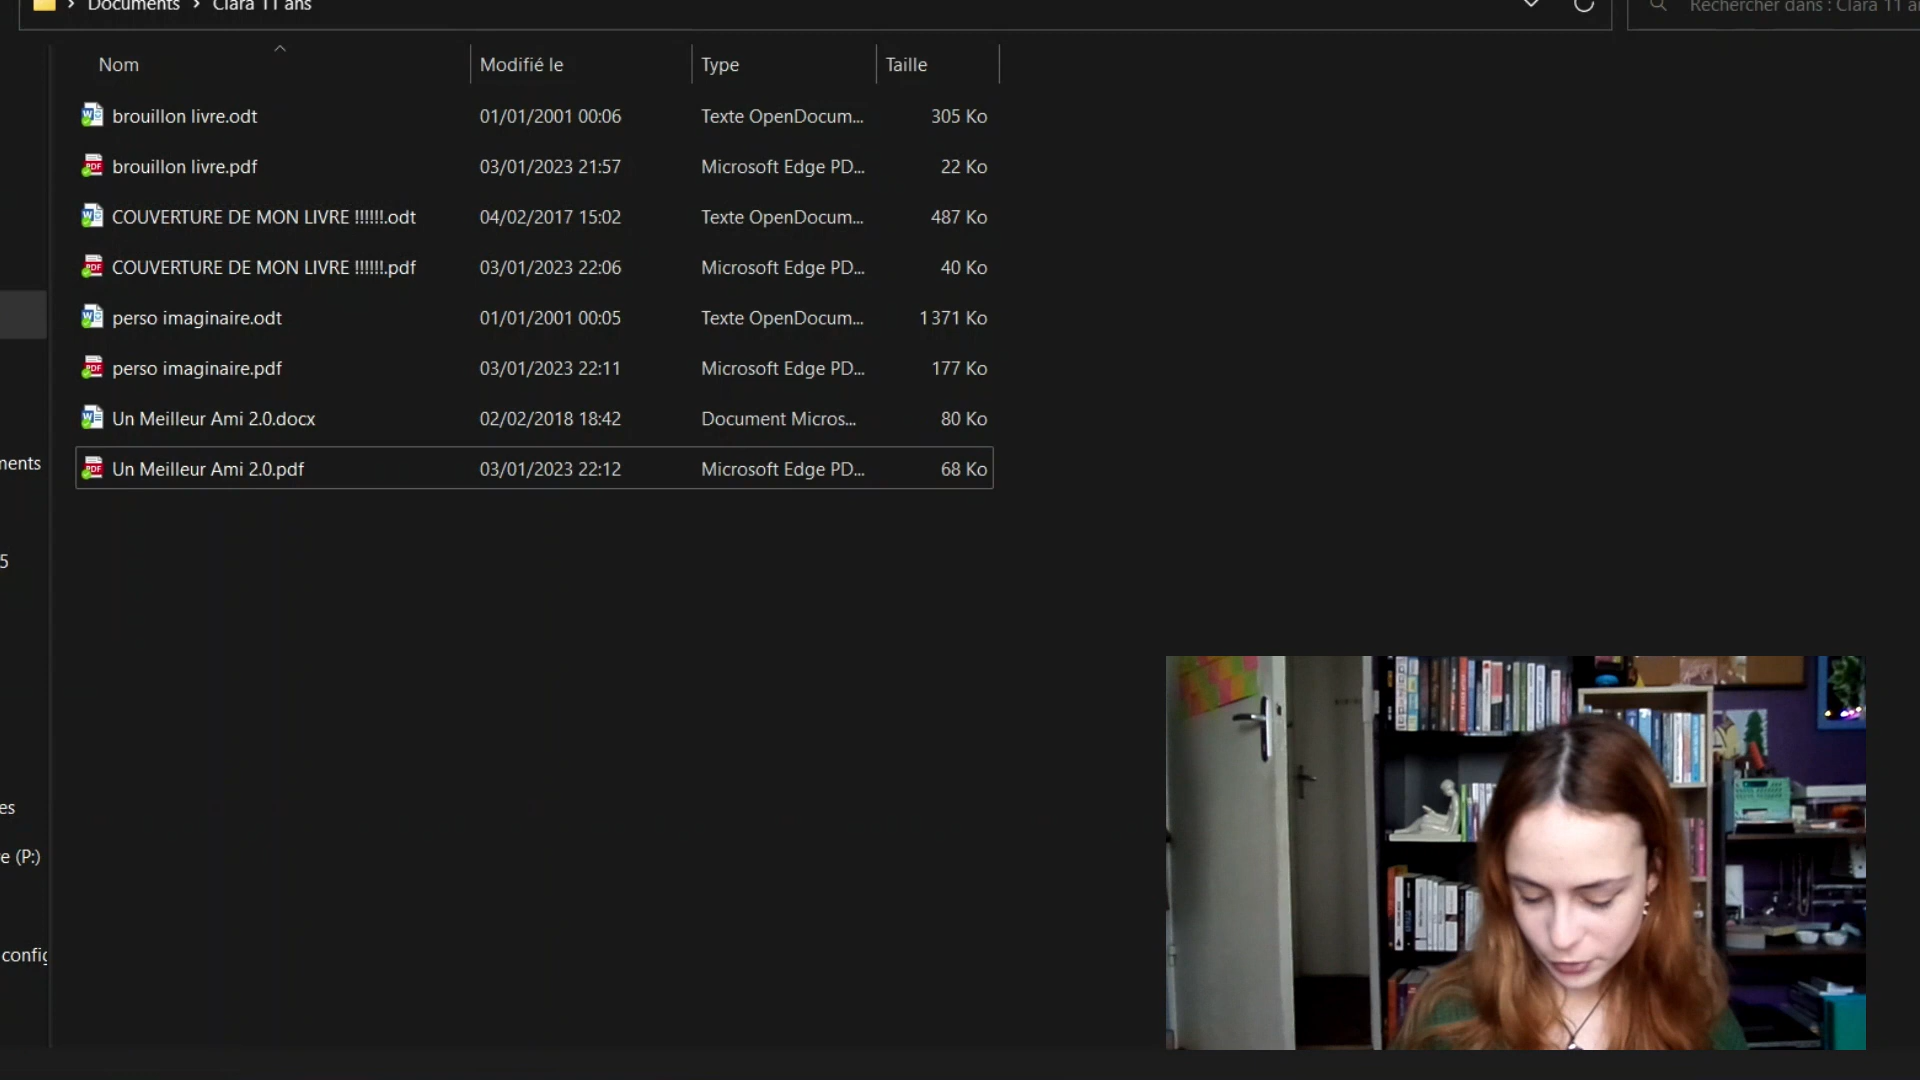 Documents > Clara 11 ans
Rechercher dans : Clara 11 a
Nom Modifié le Type Taille
brouillon livre.odt 01/01/2001 00:06 Texte OpenDocum... 305 Ko
brouillon livre.pdf 03/01/2023 21:57 Microsoft Edge PD... 22 Ko
COUVERTURE DE MON LIVRE !!!!!!.odt 04/02/2017 15:02 Texte OpenDocum... 487 Ko
COUVERTURE DE MON LIVRE !!!!!!.pdf 03/01/2023 22:06 Microsoft Edge PD... 40 Ko
perso imaginaire.odt 01/01/2001 00:05 Texte OpenDocum... 1 371 Ko
perso imaginaire.pdf 03/01/2023 22:11 Microsoft Edge PD... 177 Ko
Un Meilleur Ami 2.0.docx 02/02/2018 18:42 Document Micros... 80 Ko
Un Meilleur Ami 2.0.pdf 03/01/2023 22:12 Microsoft Edge PD... 68 Ko
ments
5
es
e (P:)
config